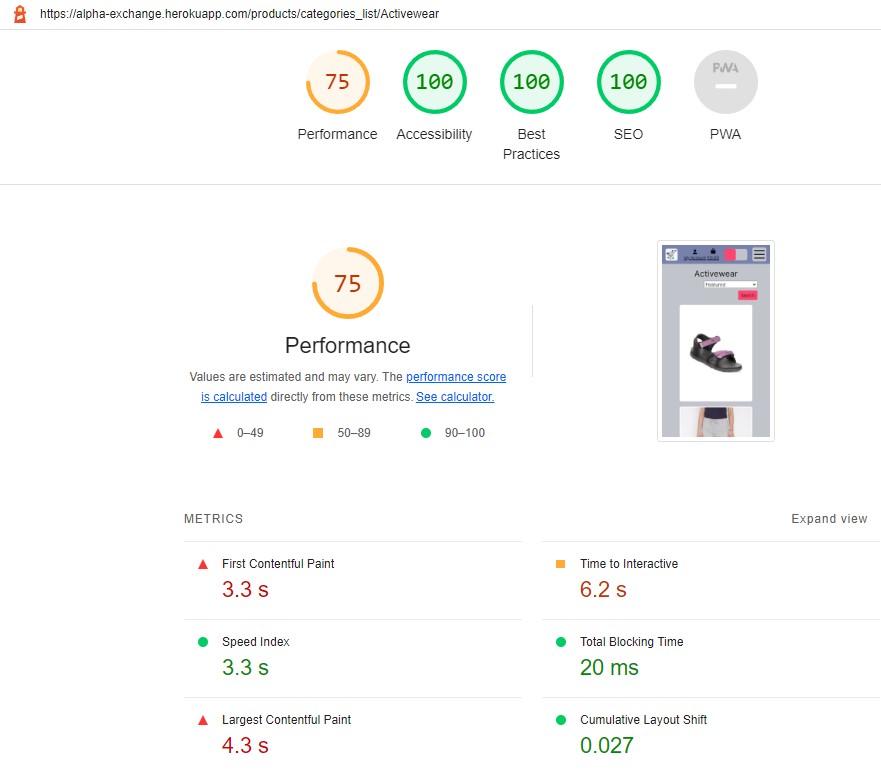 https://alpha-exchange.herokuapp.com/products/categories_list/Activewear
75
100
100
100
PWA
Performance
Accessibility
Best
Practices
SEO
PWA
75
Performance
Values are estimated and may vary. The performance score
is calculated directly from these metrics. See calculator.
0–49
50–89
90–100
Activewear
Featured
METRICS
Expand view
First Contentful Paint
3.3 s
Time to Interactive
6.2 s
Speed Index
3.3 s
Total Blocking Time
20 ms
Largest Contentful Paint
4.3 s
Cumulative Layout Shift
0.027